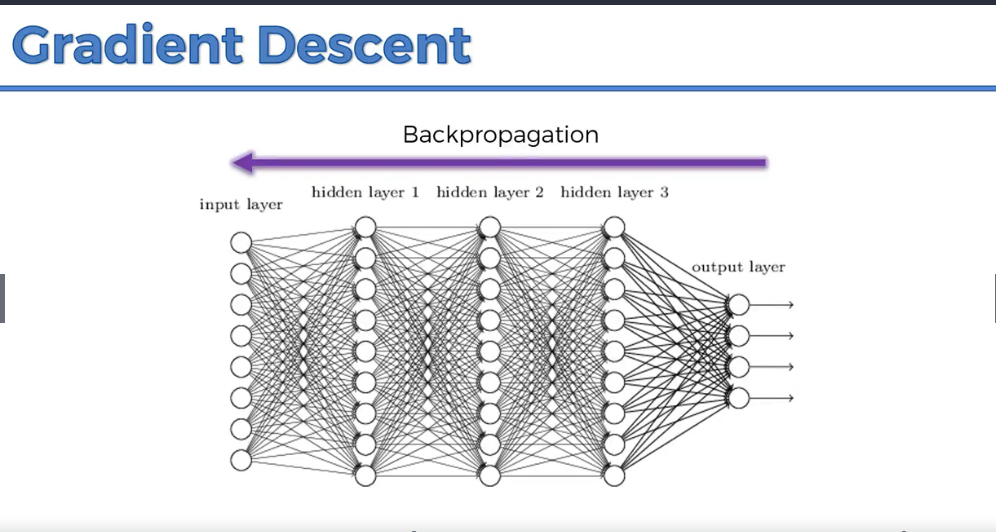 Gradient Descent
Backpropagation
input layer
hidden layer 1
hidden layer 2
hidden layer 3
output layer